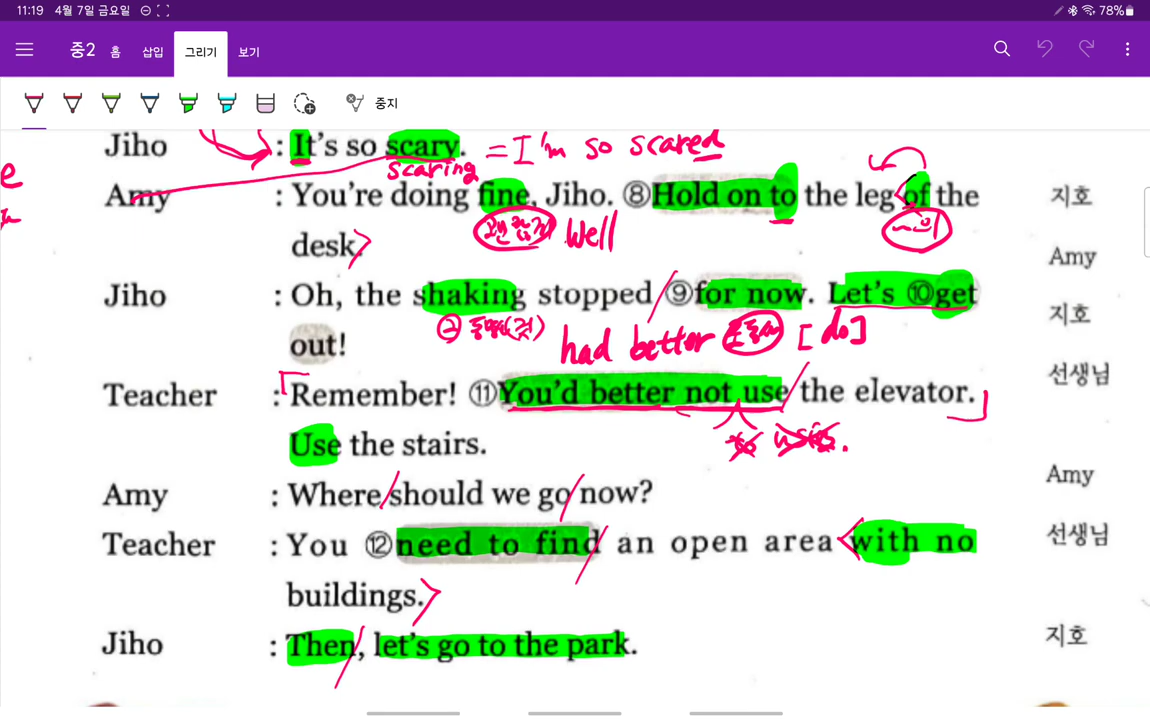 11:19 4월 7일 금요일 78%
중2 홈 삽입 그리기 보기
중지
Jiho : It's so scary. = I'm so scared
scaring
Amy : You're doing fine, Jiho. ⑧Hold on to the leg of the 지호
괜찮게 well ~의
desk. Amy
Jiho : Oh, the shaking stopped ⑨for now. Let's ⑩get 지호
동명사(것) had better [do]
out!
선생님
Teacher : Remember! ⑪You'd better not use the elevator.
to using.
Use the stairs.
Amy : Where should we go now? Amy
Teacher : You ⑫need to find an open area with no 선생님
buildings.
Jiho : Then, let's go to the park. 지호